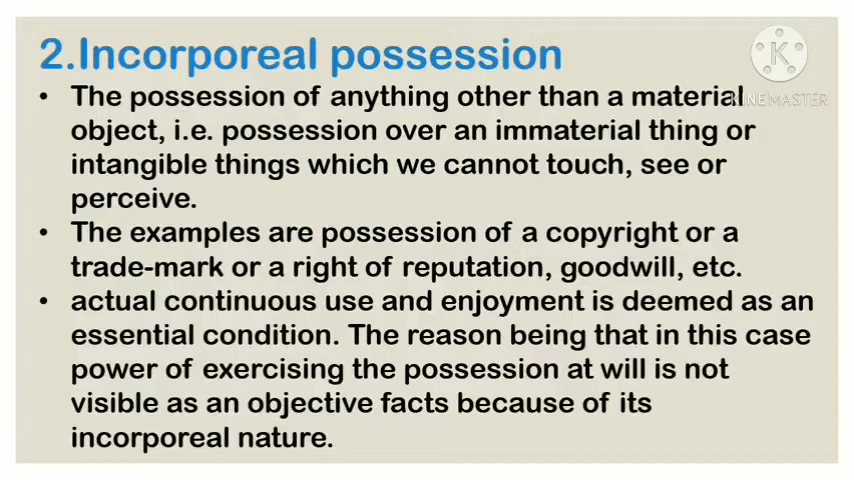 2.Incorporeal possession
• The possession of anything other than a material
object, i.e. possession over an immaterial thing or
intangible things which we cannot touch, see or
perceive.
• The examples are possession of a copyright or a
trade-mark or a right of reputation, goodwill, etc.
• actual continuous use and enjoyment is deemed as an
essential condition. The reason being that in this case
power of exercising the possession at will is not
visible as an objective facts because of its
incorporeal nature.
K
KINEMASTER